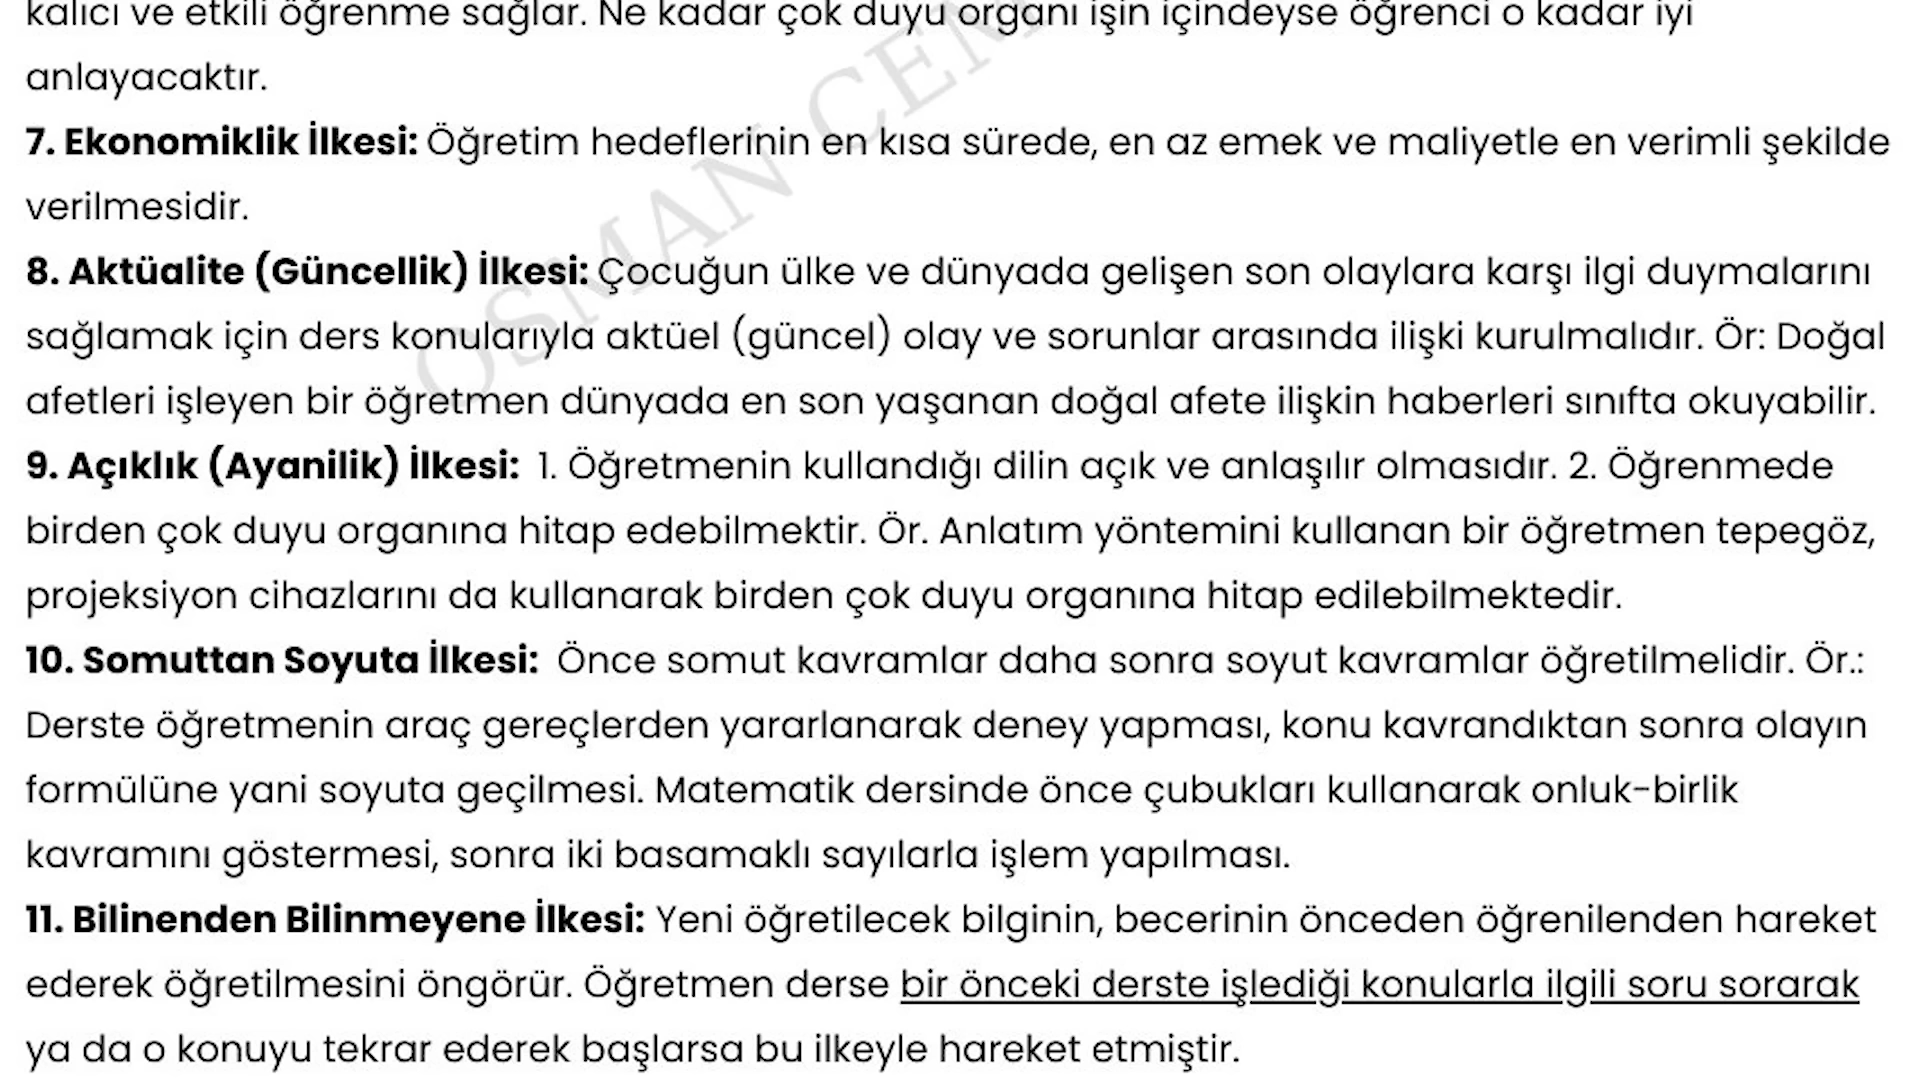 kalıcı ve etkili öğrenme sağlar. Ne kadar çok duyu organı işin içindeyse öğrenci o kadar iyi
anlayacaktır.
7. Ekonomiklik İlkesi: Öğretim hedeflerinin en kısa sürede, en az emek ve maliyetle en verimli şekilde
verilmesidir.
8. Aktüalite (Güncellik) İlkesi: Çocuğun ülke ve dünyada gelişen son olaylara karşı ilgi duymalarını
sağlamak için ders konularıyla aktüel (güncel) olay ve sorunlar arasında ilişki kurulmalıdır. Ör: Doğal
afetleri işleyen bir öğretmen dünyada en son yaşanan doğal afete ilişkin haberleri sınıfta okuyabilir.
9. Açıklık (Ayanilik) İlkesi: 1. Öğretmenin kullandığı dilin açık ve anlaşılır olmasıdır. 2. Öğrenmede
birden çok duyu organına hitap edebilmektir. Ör. Anlatım yöntemini kullanan bir öğretmen tepegöz,
projeksiyon cihazlarını da kullanarak birden çok duyu organına hitap edilebilmektedir.
10. Somuttan Soyuta İlkesi: Önce somut kavramlar daha sonra soyut kavramlar öğretilmelidir. Ör.:
Derste öğretmenin araç gereçlerden yararlanarak deney yapması, konu kavrandıktan sonra olayın
formülüne yani soyuta geçilmesi. Matematik dersinde önce çubukları kullanarak onluk-birlik
kavramını göstermesi, sonra iki basamaklı sayılarla işlem yapılması.
11. Bilinenden Bilinmeyene İlkesi: Yeni öğretilecek bilginin, becerinin önceden öğrenilenden hareket
ederek öğretilmesini öngörür. Öğretmen derse bir önceki derste işlediği konularla ilgili soru sorarak
ya da o konuyu tekrar ederek başlarsa bu ilkeyle hareket etmiştir.
OSMAN CEM